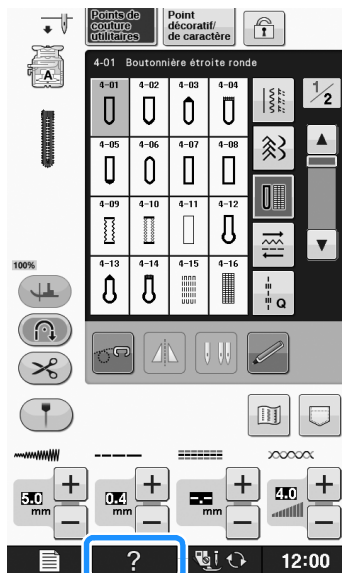 Points de
couture
utilitaires
Point
décoratif/
de caractère
A
4-01 Boutonnière étroite ronde
1/2
4-01 4-02 4-03 4-04
4-05 4-06 4-07 4-08
4-09 4-10 4-11 4-12
4-13 4-14 4-15 4-16
Q
100%
5.0 mm + −
0.4 mm + −
-.- mm + −
4.0 + −
?
12:00